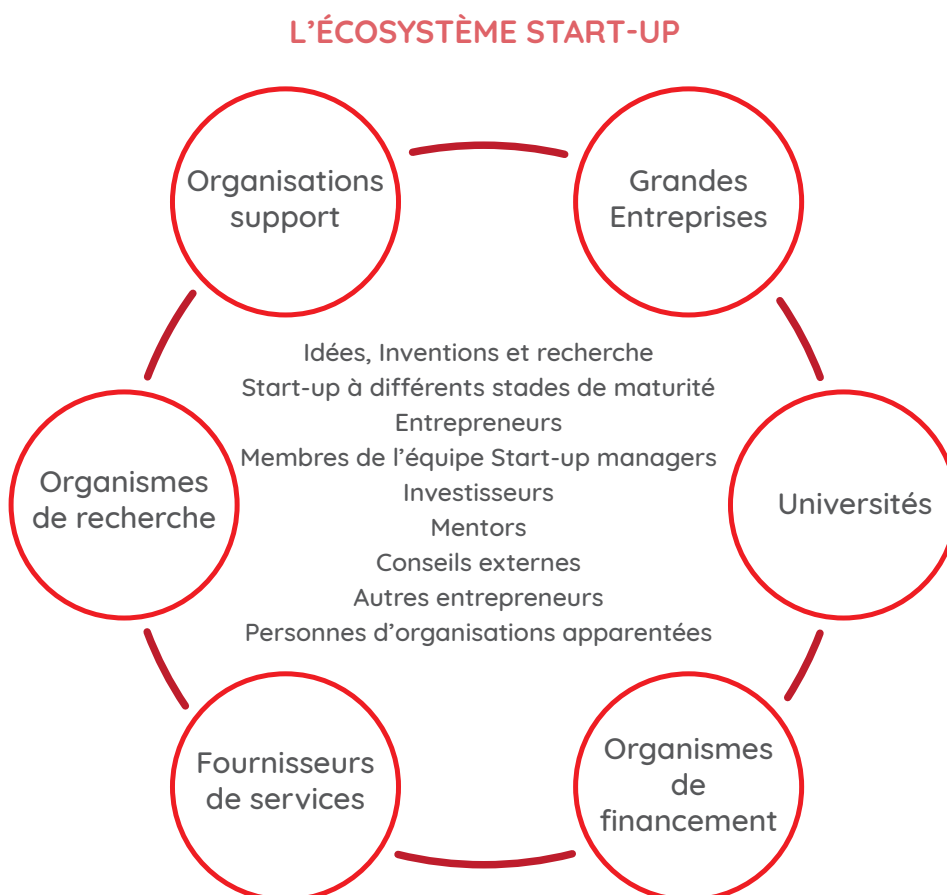 L'ÉCOSYSTÈME START-UP
Organisations
support
Grandes
Entreprises
Idées, Inventions et recherche
Start-up à différents stades de maturité
Entrepreneurs
Membres de l'équipe Start-up managers
Investisseurs
Mentors
Conseils externes
Autres entrepreneurs
Personnes d'organisations apparentées
Organismes
de recherche
Universités
Fournisseurs
de services
Organismes
de
financement